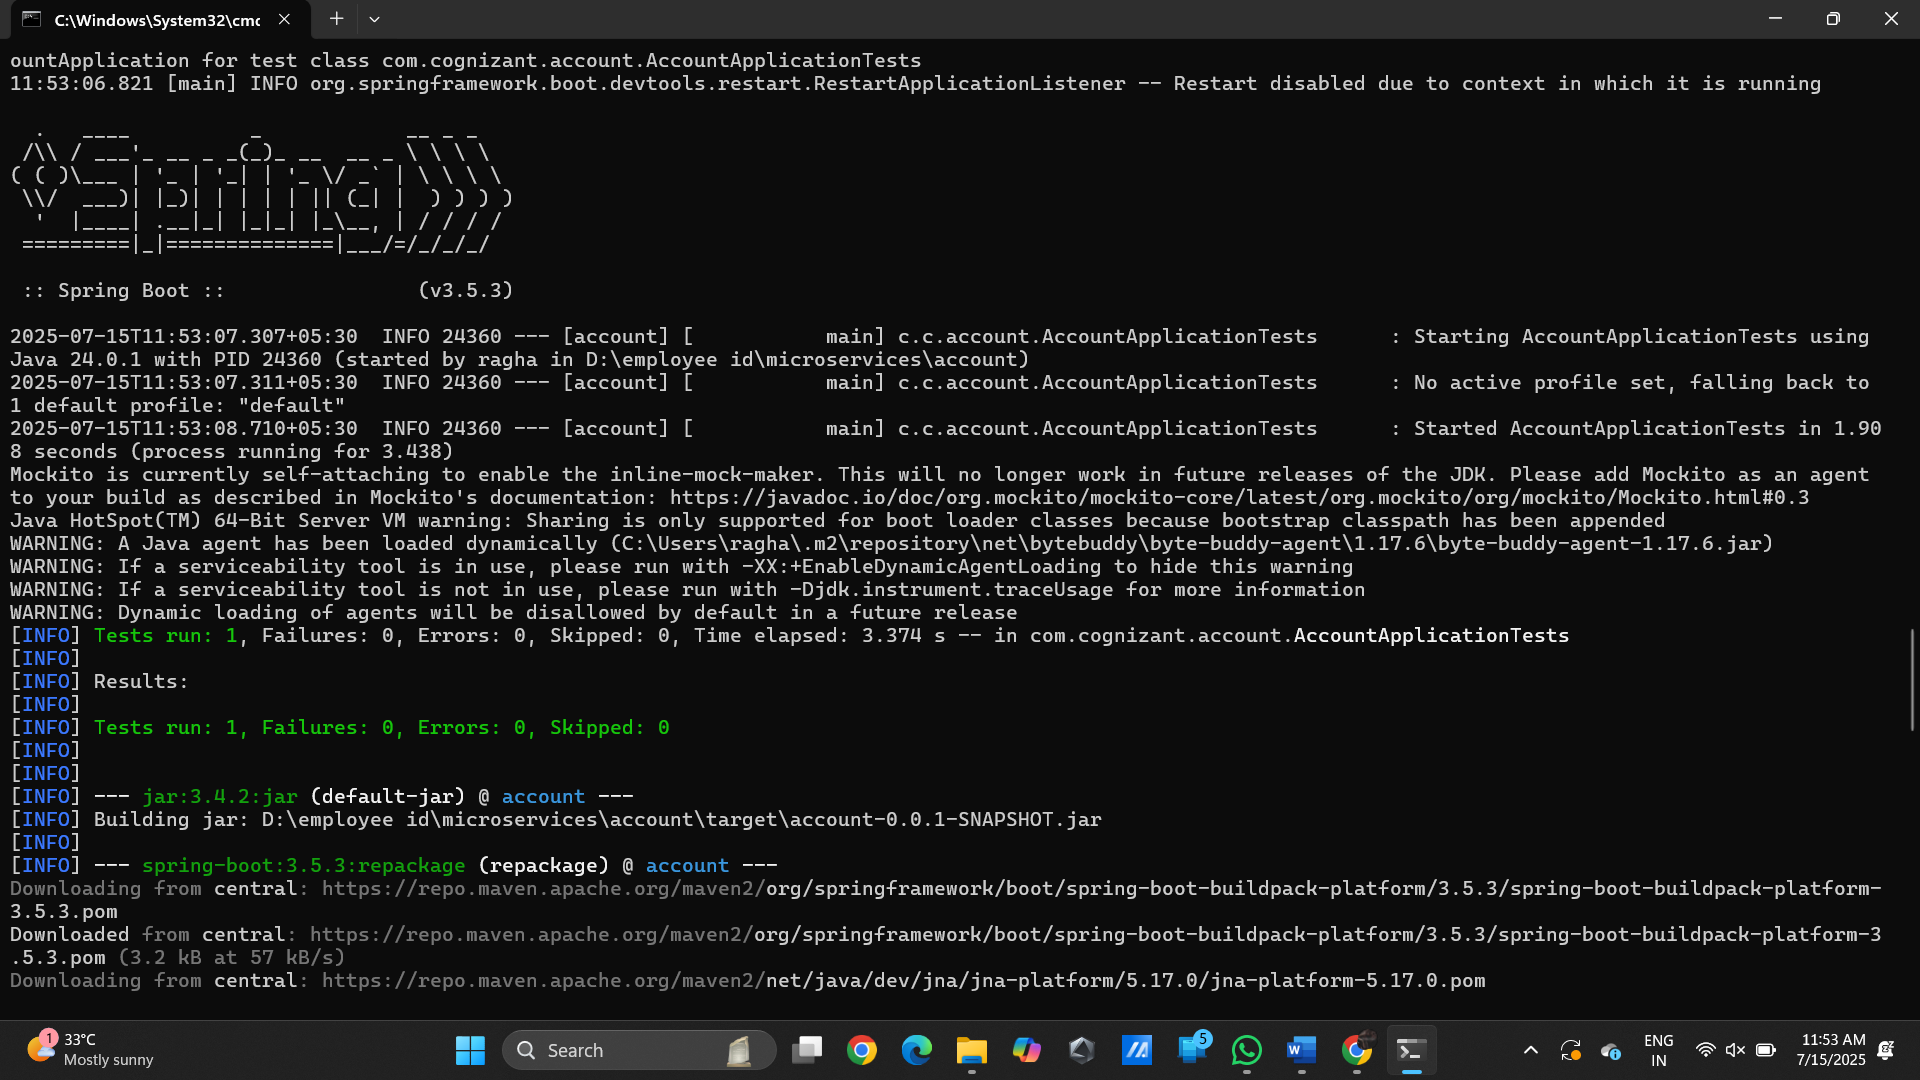 C:\Windows\System32\cmd
ountApplication for test class com.cognizant.account.AccountApplicationTests
11:53:06.821 [main] INFO org.springframework.boot.devtools.restart.RestartApplicationListener -- Restart disabled due to context in which it is running
  .   ____          _            __ _ _
 /\\ / ___'_ __ _ _(_)_ __  __ _ \ \ \ \
( ( )\___ | '_ | '_| | '_ \/ _` | \ \ \ \
 \\/  ___)| |_)| | | | | || (_| |  ) ) ) )
  '  |____| .__|_| |_|_| |_\__, | / / / /
 =========|_|==============|___/=/_/_/_/
 :: Spring Boot ::                (v3.5.3)
2025-07-15T11:53:07.307+05:30  INFO 24360 --- [account] [           main] c.c.account.AccountApplicationTests      : Starting AccountApplicationTests using
Java 24.0.1 with PID 24360 (started by ragha in D:\employee id\microservices\account)
2025-07-15T11:53:07.311+05:30  INFO 24360 --- [account] [           main] c.c.account.AccountApplicationTests      : No active profile set, falling back to
1 default profile: "default"
2025-07-15T11:53:08.710+05:30  INFO 24360 --- [account] [           main] c.c.account.AccountApplicationTests      : Started AccountApplicationTests in 1.90
8 seconds (process running for 3.438)
Mockito is currently self-attaching to enable the inline-mock-maker. This will no longer work in future releases of the JDK. Please add Mockito as an agent
to your build as described in Mockito's documentation: https://javadoc.io/doc/org.mockito/mockito-core/latest/org.mockito/org/mockito/Mockito.html#0.3
Java HotSpot(TM) 64-Bit Server VM warning: Sharing is only supported for boot loader classes because bootstrap classpath has been appended
WARNING: A Java agent has been loaded dynamically (C:\Users\ragha\.m2\repository\net\bytebuddy\byte-buddy-agent\1.17.6\byte-buddy-agent-1.17.6.jar)
WARNING: If a serviceability tool is in use, please run with -XX:+EnableDynamicAgentLoading to hide this warning
WARNING: If a serviceability tool is not in use, please run with -Djdk.instrument.traceUsage for more information
WARNING: Dynamic loading of agents will be disallowed by default in a future release
[INFO] Tests run: 1, Failures: 0, Errors: 0, Skipped: 0, Time elapsed: 3.374 s -- in com.cognizant.account.AccountApplicationTests
[INFO]
[INFO] Results:
[INFO]
[INFO] Tests run: 1, Failures: 0, Errors: 0, Skipped: 0
[INFO]
[INFO]
[INFO] --- jar:3.4.2:jar (default-jar) @ account ---
[INFO] Building jar: D:\employee id\microservices\account\target\account-0.0.1-SNAPSHOT.jar
[INFO]
[INFO] --- spring-boot:3.5.3:repackage (repackage) @ account ---
Downloading from central: https://repo.maven.apache.org/maven2/org/springframework/boot/spring-boot-buildpack-platform/3.5.3/spring-boot-buildpack-platform-
3.5.3.pom
Downloaded from central: https://repo.maven.apache.org/maven2/org/springframework/boot/spring-boot-buildpack-platform/3.5.3/spring-boot-buildpack-platform-3
.5.3.pom (3.2 kB at 57 kB/s)
Downloading from central: https://repo.maven.apache.org/maven2/net/java/dev/jna/jna-platform/5.17.0/jna-platform-5.17.0.pom
1
33°C
Mostly sunny
Search
5
W
ENG
IN
11:53 AM
7/15/2025